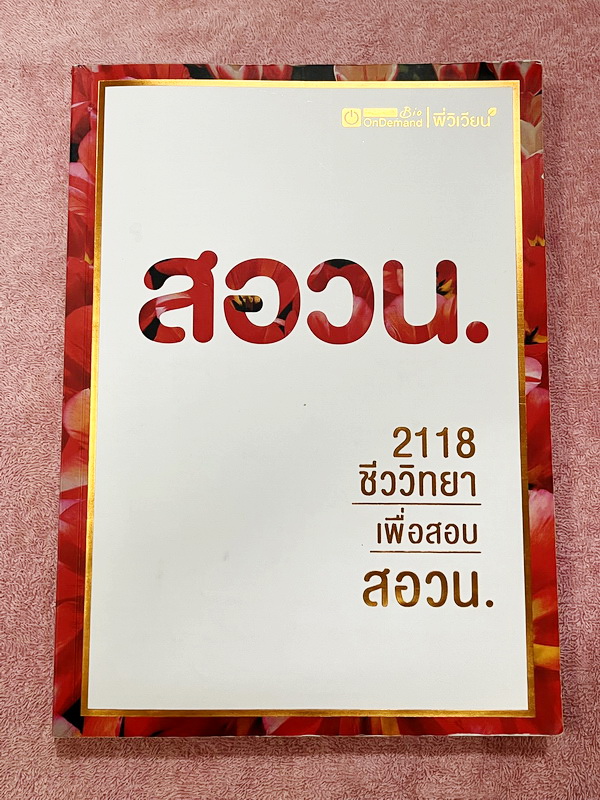 Bio
OnDemand | พี่วิเวียน
สอวน.
2118
ชีววิทยา
เพื่อสอบ
สอวน.